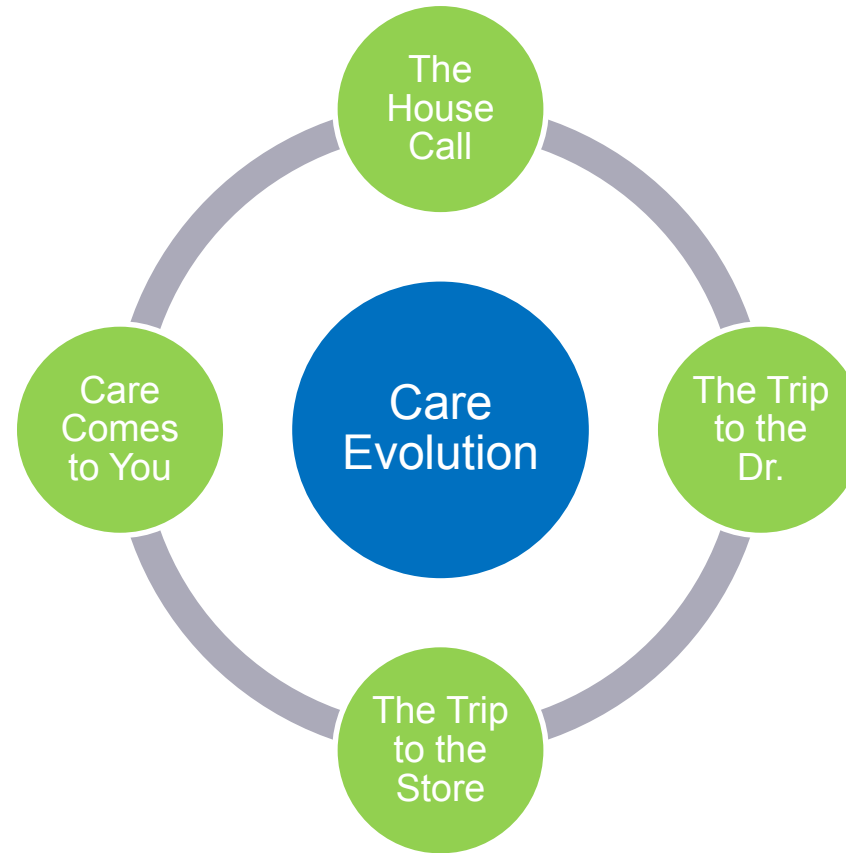 The
House
Call
Care
Comes
to You
Care
Evolution
The Trip
to the
Dr.
The Trip
to the
Store